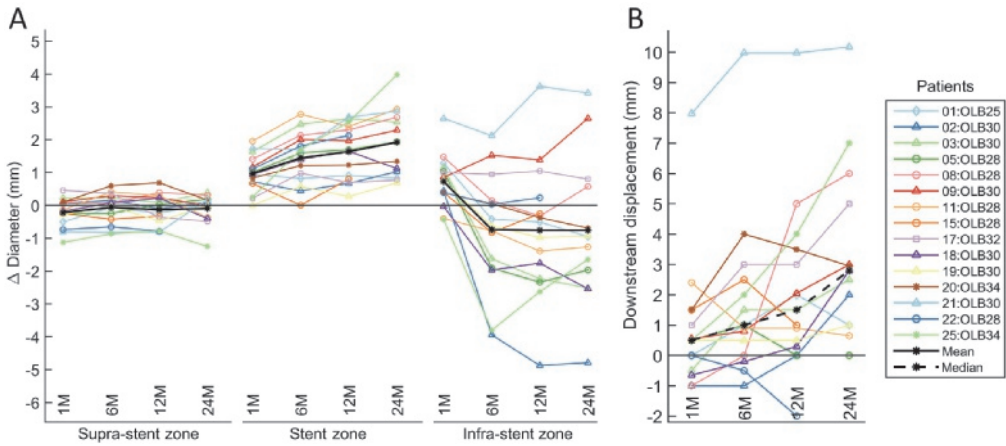 A
5
4
3
2
1
0
-1
-2
-3
-4
-5
-6
Δ Diameter (mm)
1M 6M 12M 24M
Supra-stent zone
1M 6M 12M 24M
Stent zone
1M 6M 12M 24M
Infra-stent zone
B
10
9
8
7
6
5
4
3
2
1
0
-1
-2
Downstream displacement (mm)
1M 6M 12M 24M
Patients
01:OLB25
02:OLB30
03:OLB30
05:OLB28
08:OLB28
09:OLB30
11:OLB28
15:OLB28
17:OLB32
18:OLB30
19:OLB30
20:OLB34
21:OLB30
22:OLB28
25:OLB34
Mean
Median